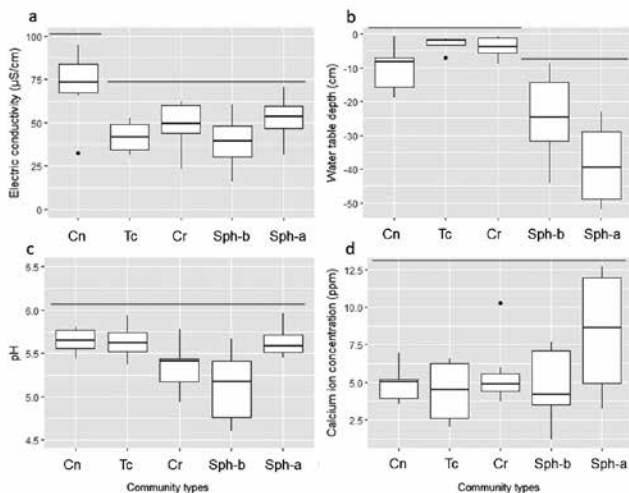 a
Electric conductivity (µS/cm)
100
75
50
25
0
Cn Tc Cr Sph-b Sph-a
b
Water table depth (cm)
0
-10
-20
-30
-40
-50
Cn Tc Cr Sph-b Sph-a
c
pH
6.5
6.0
5.5
5.0
4.5
Cn Tc Cr Sph-b Sph-a
Community types
d
Calcium ion concentration (ppm)
12.5
10.0
7.5
5.0
2.5
Cn Tc Cr Sph-b Sph-a
Community types